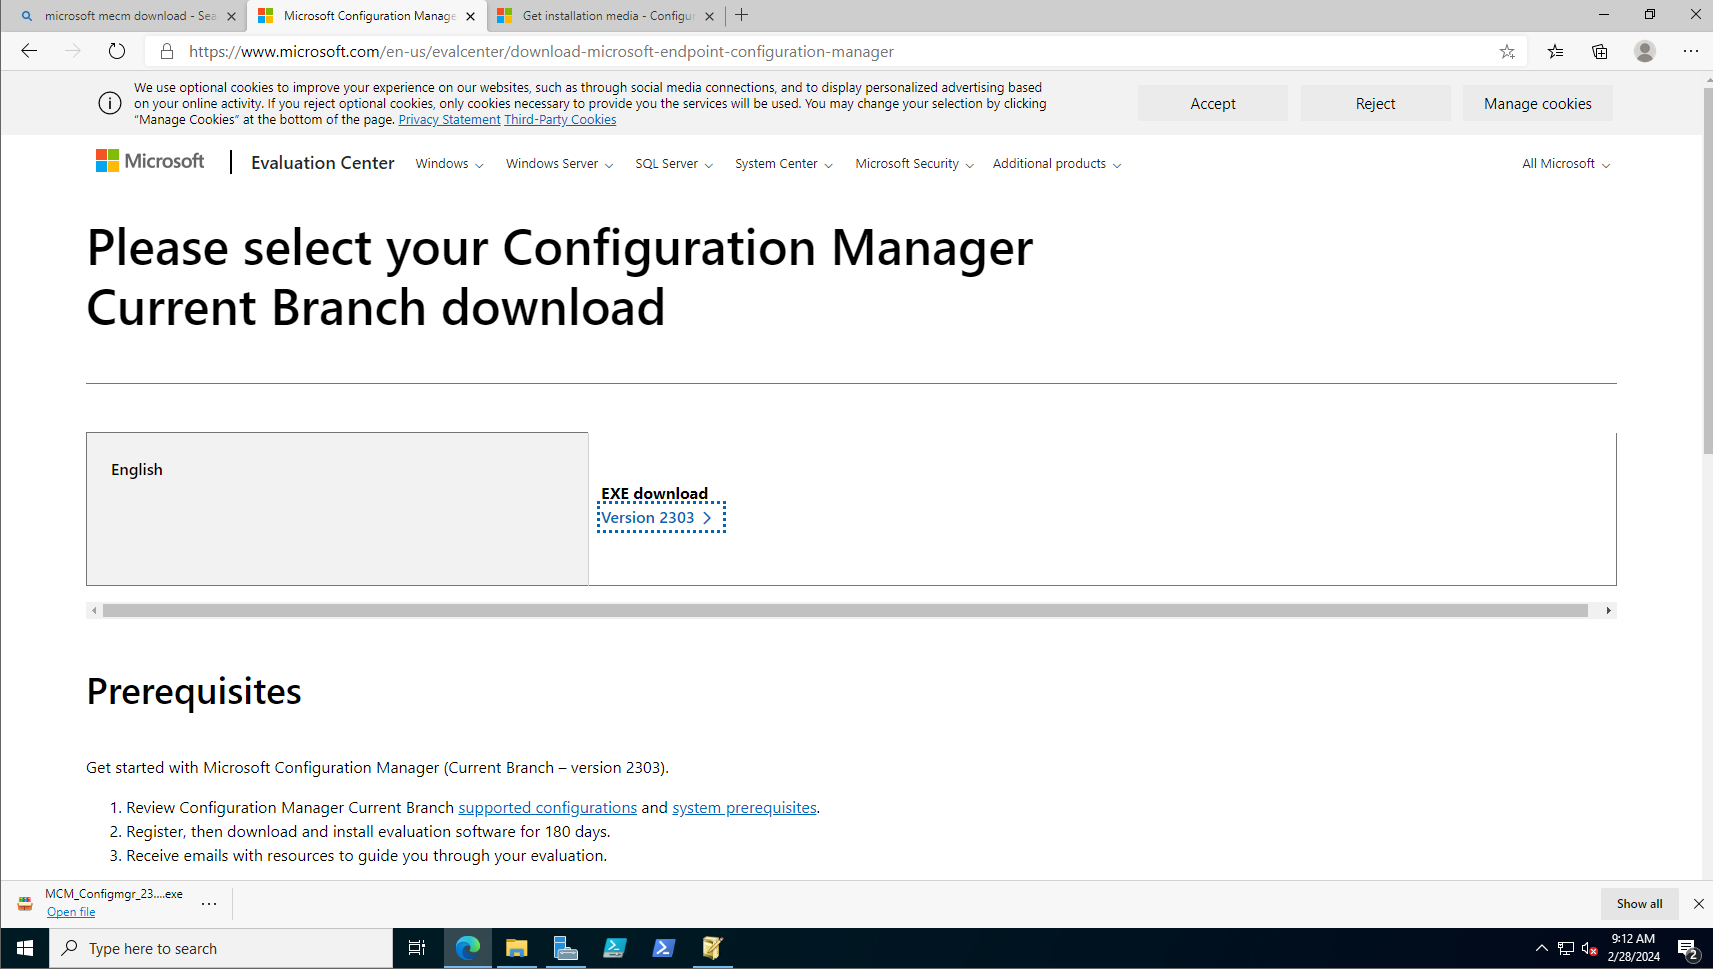 microsoft mecm download - Sea
Microsoft Configuration Manage
Get installation media - Configur
https://www.microsoft.com/en-us/evalcenter/download-microsoft-endpoint-configuration-manager
We use optional cookies to improve your experience on our websites, such as through social media connections, and to display personalized advertising based
on your online activity. If you reject optional cookies, only cookies necessary to provide you the services will be used. You may change your selection by clicking
“Manage Cookies” at the bottom of the page. Privacy Statement Third-Party Cookies
Accept
Reject
Manage cookies
Microsoft
Evaluation Center
Windows
Windows Server
SQL Server
System Center
Microsoft Security
Additional products
All Microsoft
Please select your Configuration Manager
Current Branch download
English
EXE download
Version 2303
Prerequisites
Get started with Microsoft Configuration Manager (Current Branch – version 2303).
1. Review Configuration Manager Current Branch supported configurations and system prerequisites.
2. Register, then download and install evaluation software for 180 days.
3. Receive emails with resources to guide you through your evaluation.
MCM_Configmgr_23....exe
Open file
Show all
Type here to search
9:12 AM
2/28/2024
2